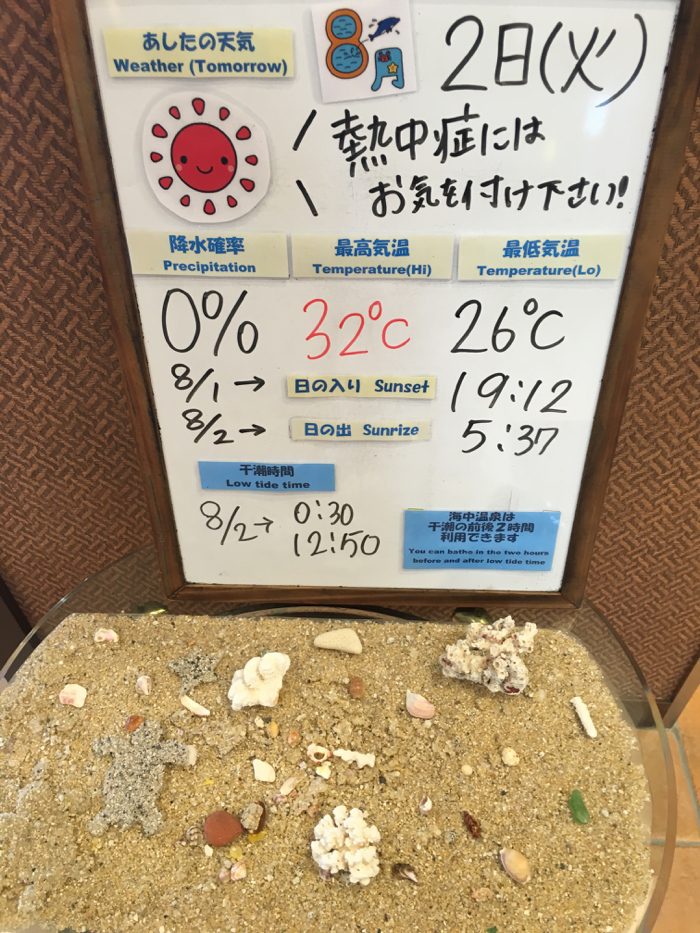 あしたの天気
Weather (Tomorrow)
8月 2日(火)
熱中症には
お気を付け下さい!
降水確率 最高気温 最低気温
Precipitation Temperature(Hi) Temperature(Lo)
0% 32℃ 26℃
8/1→ 日の入り Sunset 19:12
8/2→ 日の出 Sunrize 5:37
干潮時間
Low tide time
8/2→ 0:30
12:50
海中温泉は
干潮の前後2時間
利用できます
You can bathe in the two hours
before and after low tide time